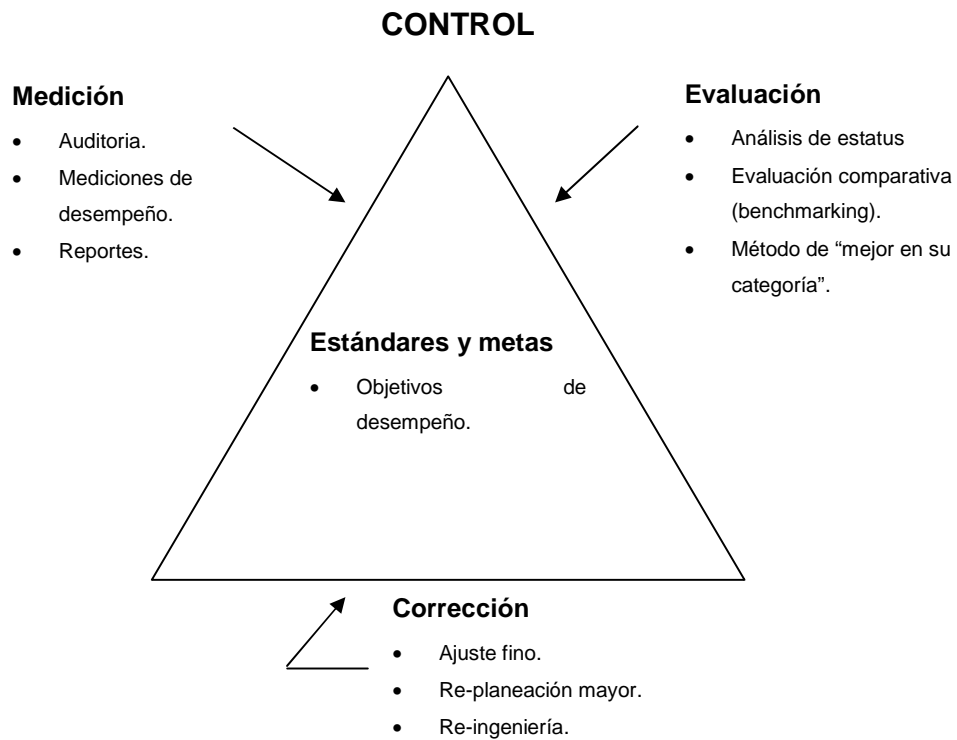 CONTROL
Medición
• Auditoria.
• Mediciones de
desempeño.
• Reportes.
Evaluación
• Análisis de estatus
• Evaluación comparativa
(benchmarking).
• Método de “mejor en su
categoría”.
Estándares y metas
• Objetivos de
desempeño.
Corrección
• Ajuste fino.
• Re-planeación mayor.
• Re-ingeniería.